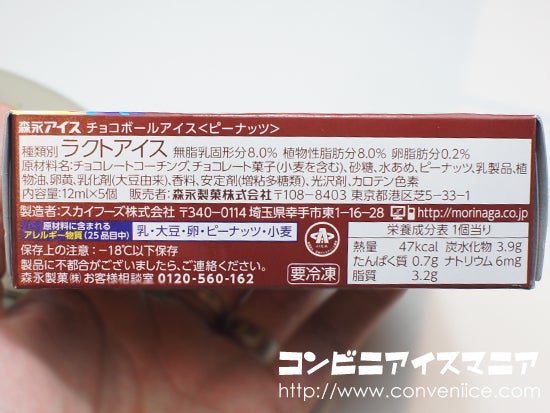 森永アイス チョコボールアイス<ピーナッツ>
種類別 ラクトアイス 無脂乳固形分8.0% 植物性脂肪分8.0% 卵脂肪分0.2%
原材料名:チョコレートコーチング、チョコレート菓子(小麦を含む)、砂糖、水あめ、ピーナッツ、乳製品、植
物油、卵黄、乳化剤(大豆由来)、香料、安定剤(増粘多糖類)、光沢剤、カロテン色素
内容量:12ml×5個 販売者:森永製菓株式会社 〒108-8403 東京都港区芝5-33-1
製造者:スカイフーズ株式会社 〒340-0114 埼玉県幸手市東1-16-28 http://morinaga.co.jp
原材料に含まれる
アレルギー物質(25品目中)
乳・大豆・卵・ピーナッツ・小麦
保存上の注意:-18℃以下保存
製品に不都合がございましたら、ご連絡ください。
森永製菓㈱ お客様相談室 0120-560-162
要冷凍
栄養成分表 1個当り
熱量 47kcal 炭水化物 3.9g
たんぱく質 0.7g ナトリウム 6mg
脂質 3.2g
コンビニアイスマニア
http://www.conveniice.com/